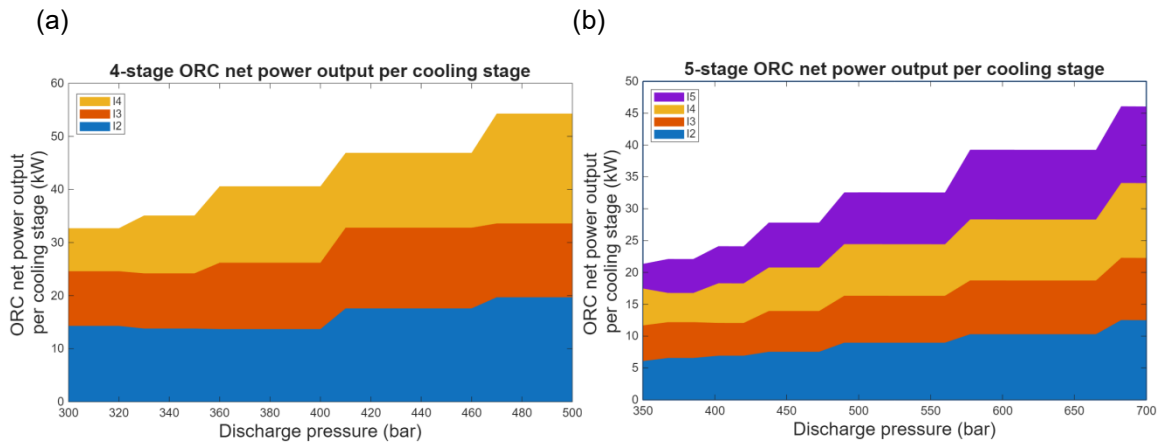 (a)
4-stage ORC net power output per cooling stage
ORC net power output
per cooling stage (kW)
60
50
40
30
20
10
0
I4
I3
I2
300 320 340 360 380 400 420 440 460 480 500
Discharge pressure (bar)
(b)
5-stage ORC net power output per cooling stage
ORC net power output
per cooling stage (kW)
50
45
40
35
30
25
20
15
10
5
0
I5
I4
I3
I2
350 400 450 500 550 600 650 700
Discharge pressure (bar)